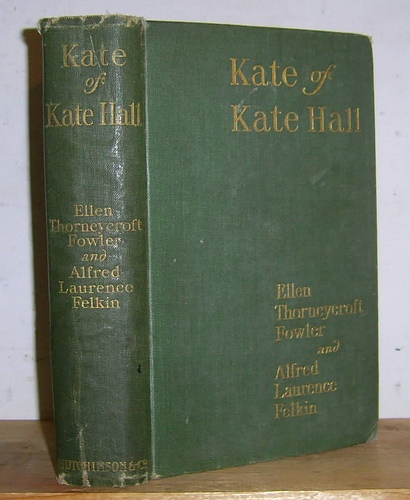 Kate
of
Kate Hall
Ellen
Thorneycroft
Fowler
and
Alfred
Laurence
Felkin
HUTCHINSON & Co
Kate of
Kate Hall
Ellen
Thorneycroft
Fowler
and
Alfred
Laurence
Felkin